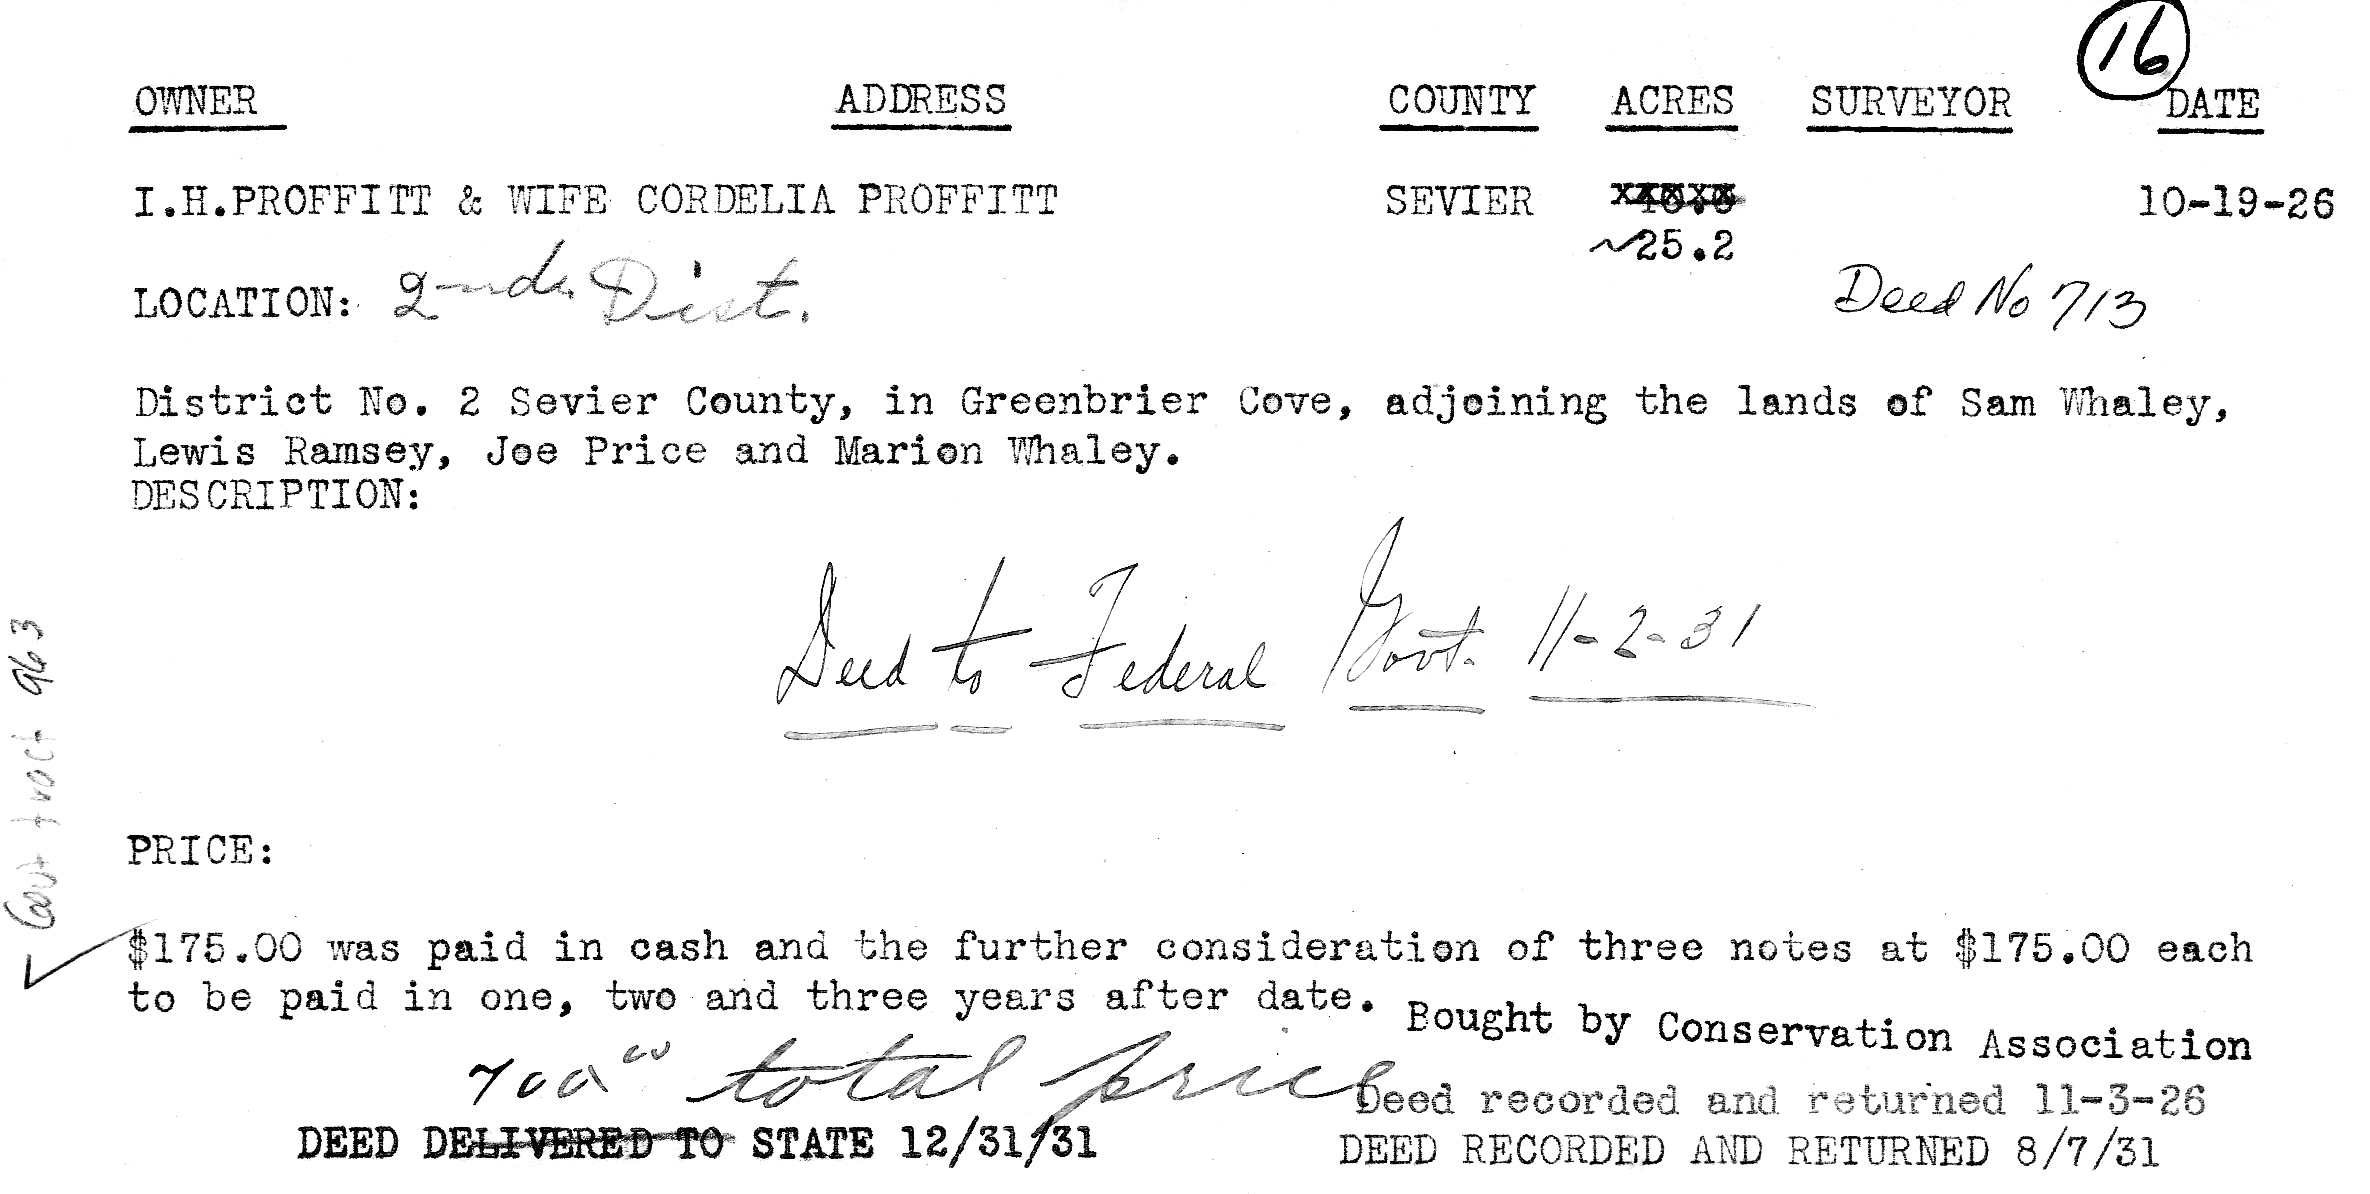 16
OWNER ADDRESS COUNTY ACRES SURVEYOR DATE
I.H.PROFFITT & WIFE CORDELIA PROFFITT SEVIER 10-19-26
25.2
LOCATION: 2nd. Dist. Deed No 713
District No. 2 Sevier County, in Greenbrier Cove, adjoining the lands of Sam Whaley,
Lewis Ramsey, Joe Price and Marion Whaley.
DESCRIPTION:
Deed to Federal Govt. 11-2-31
Govt tract 963
PRICE:
$175.00 was paid in cash and the further consideration of three notes at $175.00 each
to be paid in one, two and three years after date.
Bought by Conservation Association
700 00 total price
Deed recorded and returned 11-3-26
DEED DELIVERED TO STATE 12/31/31 DEED RECORDED AND RETURNED 8/7/31